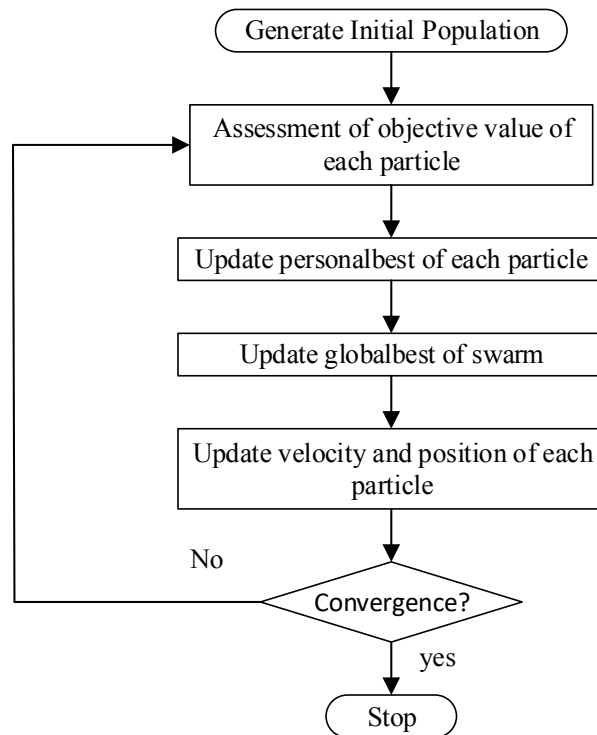 Generate Initial Population
Assessment of objective value of
each particle
Update personalbest of each particle
Update globalbest of swarm
Update velocity and position of each
particle
No
Convergence?
yes
Stop